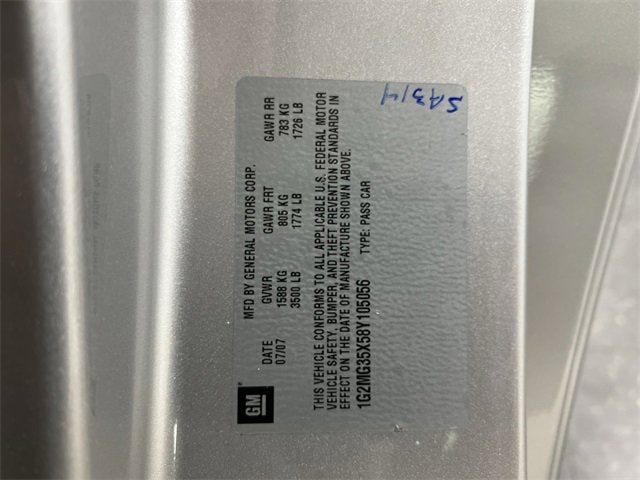 GM
MFD BY GENERAL MOTORS CORP.
DATE GVWR GAWR FRT GAWR RR
07/07 1588 KG 805 KG 783 KG
3500 LB 1774 LB 1726 LB
THIS VEHICLE CONFORMS TO ALL APPLICABLE U.S. FEDERAL MOTOR
VEHICLE SAFETY, BUMPER, AND THEFT PREVENTION STANDARDS IN
EFFECT ON THE DATE OF MANUFACTURE SHOWN ABOVE.
1G2MG35X58Y105056 TYPE: PASS CAR
SA314